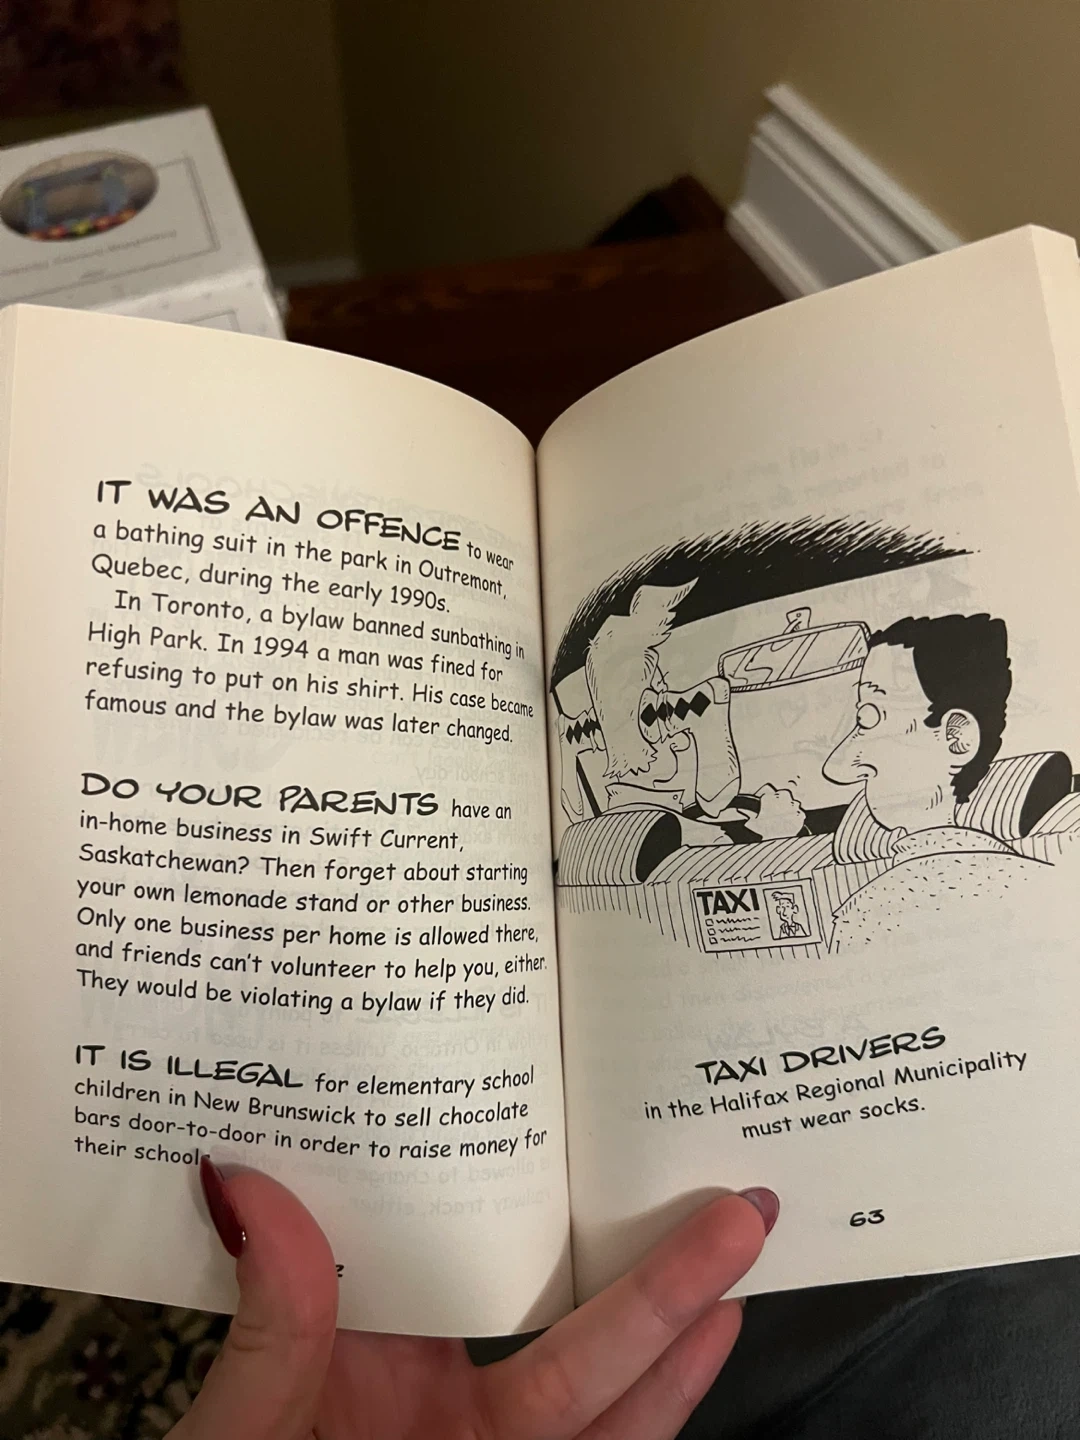 IT WAS AN OFFENCE to wear
a bathing suit in the park in Outremont,
Quebec, during the early 1990s.
In Toronto, a bylaw banned sunbathing in
High Park. In 1994 a man was fined for
refusing to put on his shirt. His case became
famous and the bylaw was later changed.
DO YOUR PARENTS have an
in-home business in Swift Current,
Saskatchewan? Then forget about starting
your own lemonade stand or other business.
Only one business per home is allowed there,
and friends can't volunteer to help you, either.
They would be violating a bylaw if they did.
IT IS ILLEGAL for elementary school
children in New Brunswick to sell chocolate
bars door-to-door in order to raise money for
their school
TAXI
TAXI DRIVERS
in the Halifax Regional Municipality
must wear socks.
63